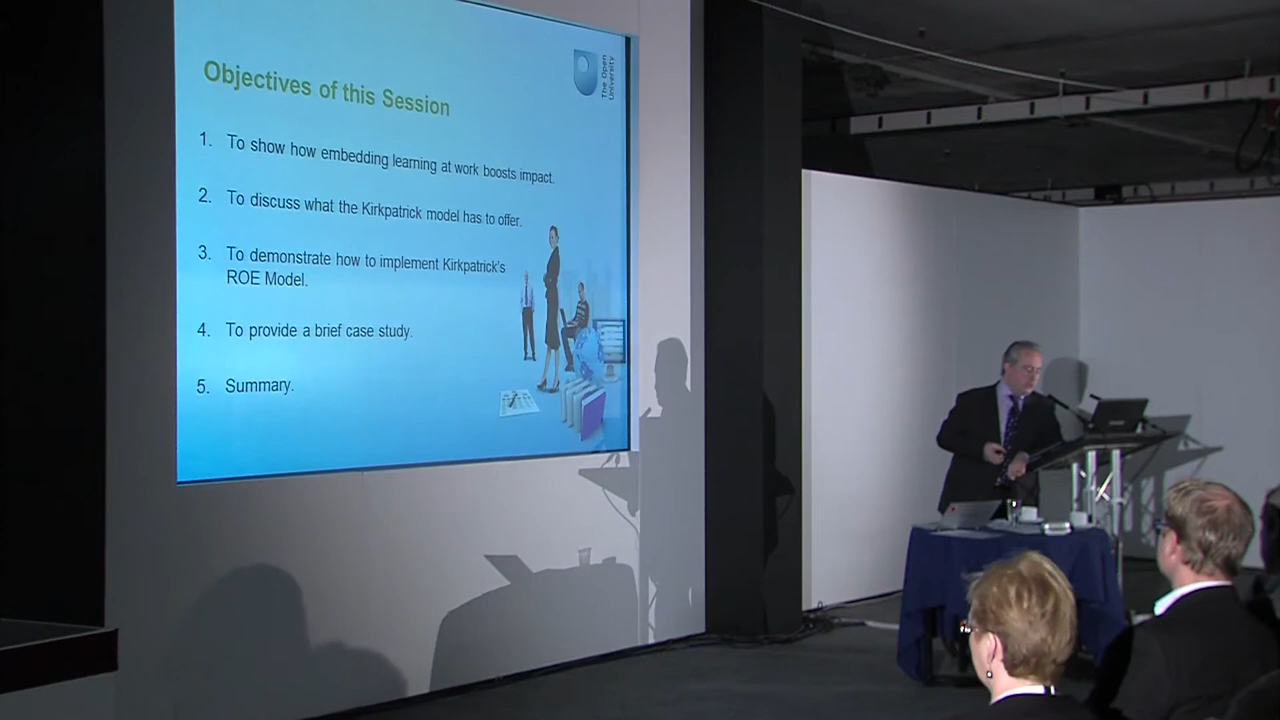 Objectives of this Session
The Open
University
1. To show how embedding learning at work boosts impact.
2. To discuss what the Kirkpatrick model has to offer.
3. To demonstrate how to implement Kirkpatrick's
ROE Model.
4. To provide a brief case study.
5. Summary.